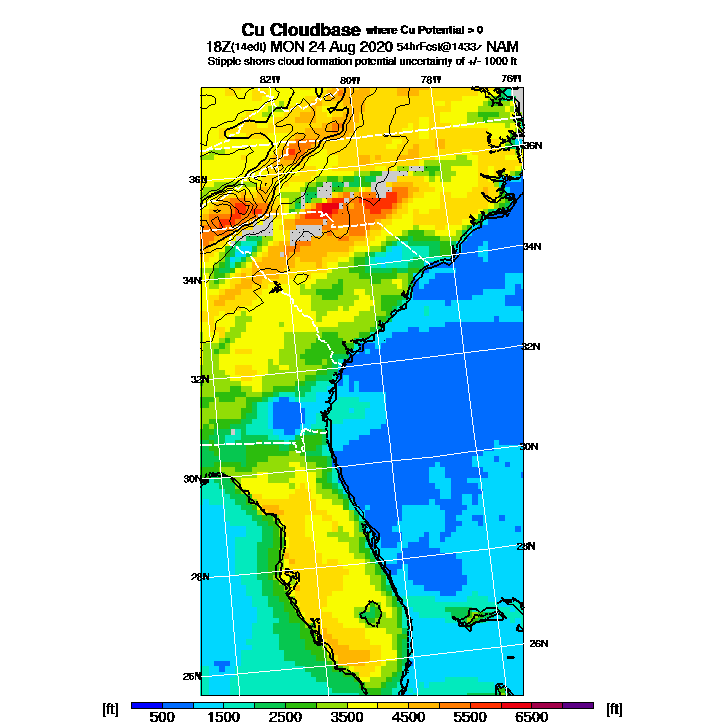 Cu Cloudbase where Cu Potential > 0
18Z(14edt) MON 24 Aug 2020 54hrFcst@1433z NAM
Stipple shows cloud formation potential uncertainty of +/- 1000 ft
82W 80W 78W 76W
36N
36N
34N
34N
32N
32N
30N
30N
28N
28N
26N
26N
[ft] 500 1500 2500 3500 4500 5500 6500 [ft]